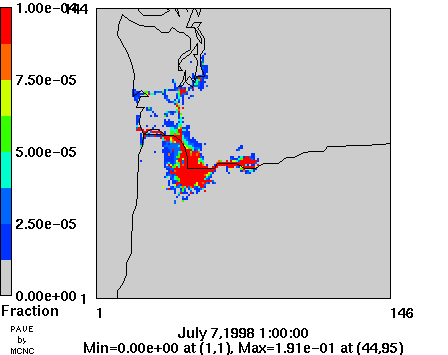 1.00e-04 144
7.50e-05
5.00e-05
2.50e-05
0.00e+00 1
Fraction
1 146
PAVE
by
MCNC
July 7,1998 1:00:00
Min=0.00e+00 at (1,1), Max=1.91e-01 at (44,95)